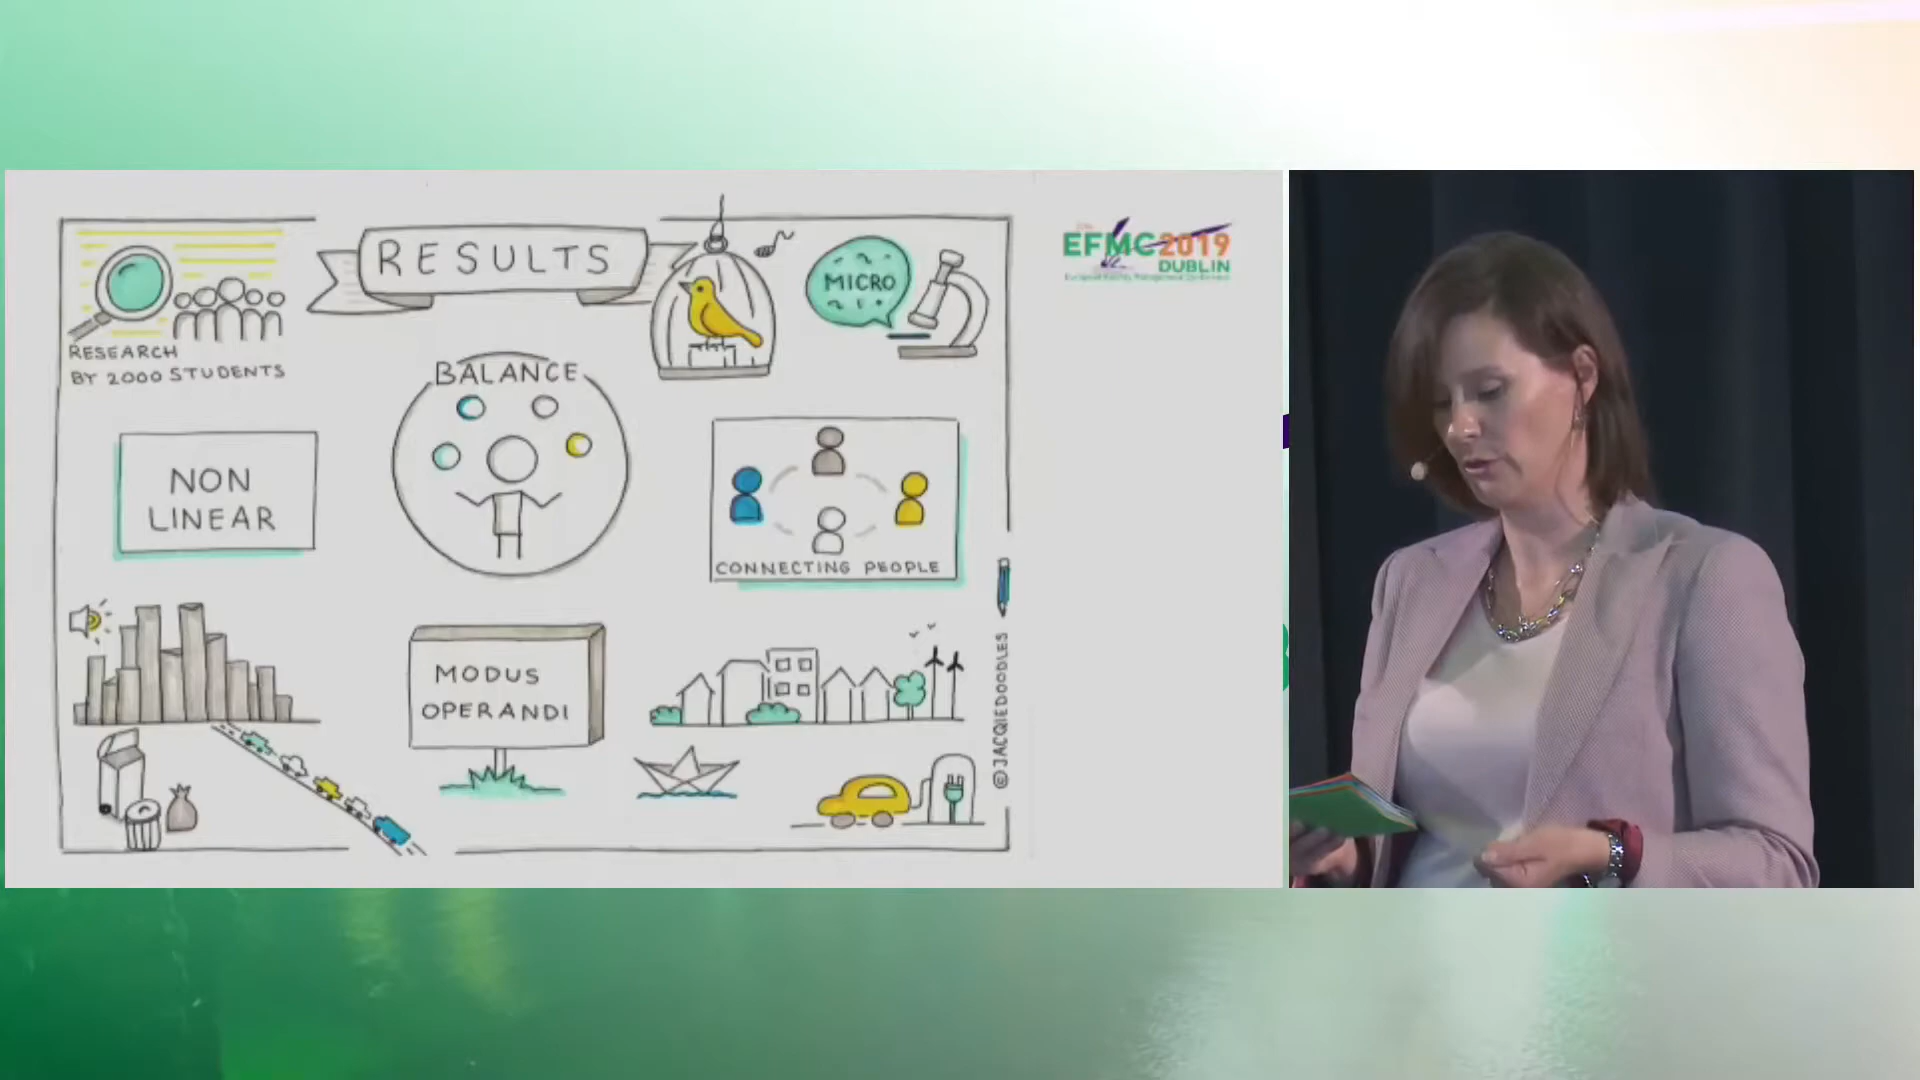 RESULTS
MICRO
RESEARCH
BY 2000 STUDENTS
BALANCE
NON
LINEAR
CONNECTING PEOPLE
MODUS
OPERANDI
©JACQIEDOODLES
EFMC2019
DUBLIN